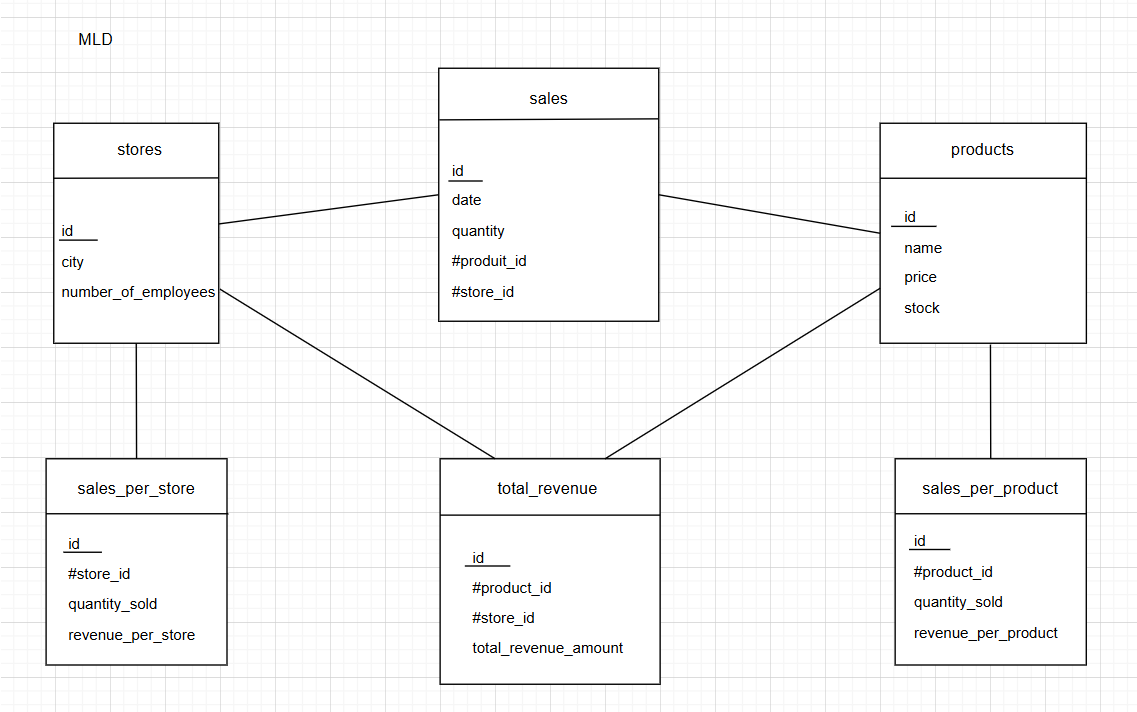 MLD
stores
id
city
number_of_employees
sales
id
date
quantity
#produit_id
#store_id
products
id
name
price
stock
sales_per_store
id
#store_id
quantity_sold
revenue_per_store
total_revenue
id
#product_id
#store_id
total_revenue_amount
sales_per_product
id
#product_id
quantity_sold
revenue_per_product